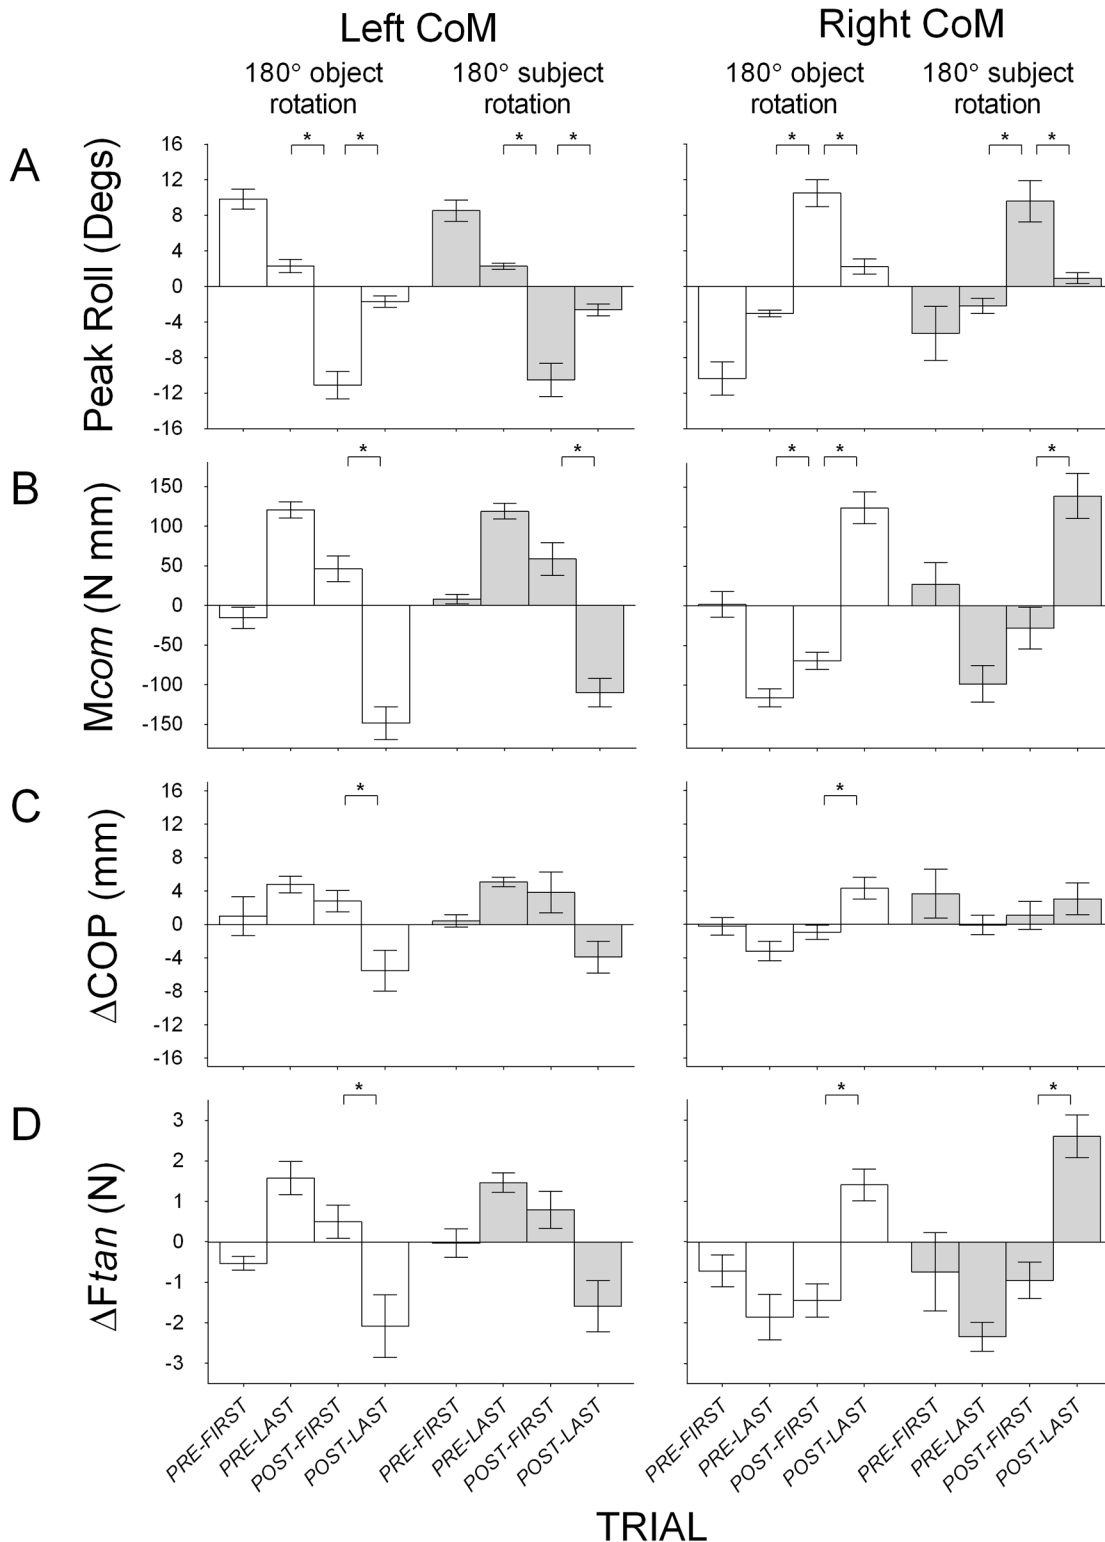 Left CoM Right CoM
180° object rotation 180° subject rotation 180° object rotation 180° subject rotation
A
Peak Roll (Degs)
16
12
8
4
0
-4
-8
-12
-16
* * * * * * * *
B
Mcom (N mm)
150
100
50
0
-50
-100
-150
* * * * *
C
ΔCOP (mm)
16
12
8
4
0
-4
-8
-12
-16
* *
D
ΔFtan (N)
3
2
1
0
-1
-2
-3
* * *
PRE-FIRST PRE-LAST POST-FIRST POST-LAST PRE-FIRST PRE-LAST POST-FIRST POST-LAST PRE-FIRST PRE-LAST POST-FIRST POST-LAST PRE-FIRST PRE-LAST POST-FIRST POST-LAST
TRIAL